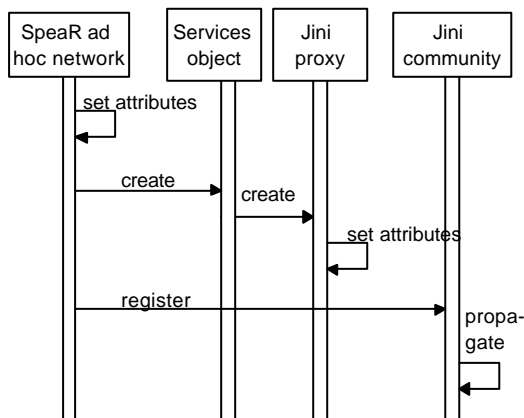 SpeaR ad
hoc network
Services
object
Jini
proxy
Jini
community
set attributes
create
create
set attributes
register
propa-
gate